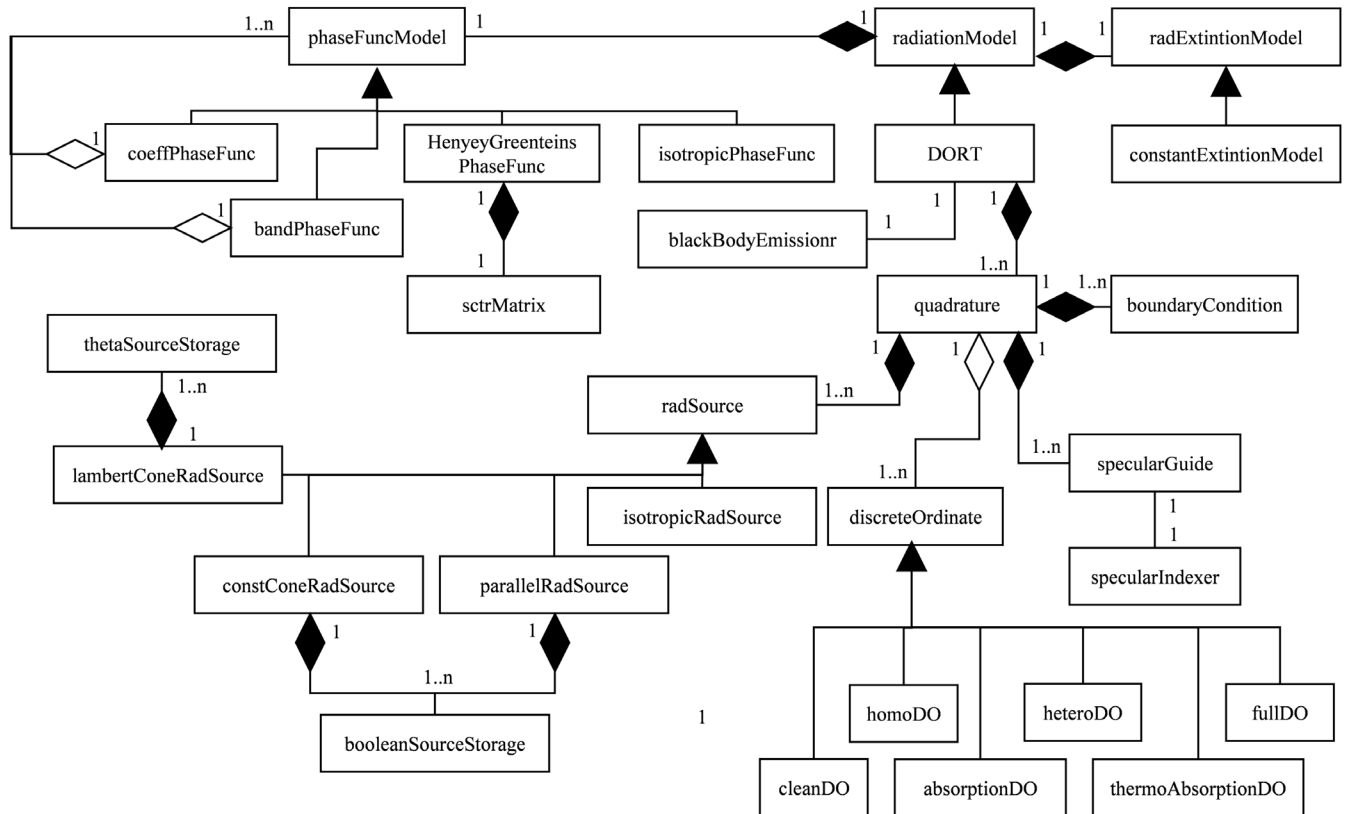 1..n
phaseFuncModel
1
1
radiationModel
1
1
radExtintionModel
1
coeffPhaseFunc
HenyeyGreenteins
PhaseFunc
isotropicPhaseFunc
DORT
constantExtintionModel
1
bandPhaseFunc
1
1
1
1
blackBodyEmissionr
1
1..n
sctrMatrix
quadrature
1
1..n
boundaryCondition
thetaSourceStorage
1
1
1
1..n
radSource
1..n
1
lambertConeRadSource
1..n
1..n
specularGuide
isotropicRadSource
discreteOrdinate
1
1
constConeRadSource
parallelRadSource
specularIndexer
1
1
1..n
booleanSourceStorage
1
homoDO
heteroDO
fullDO
cleanDO
absorptionDO
thermoAbsorptionDO